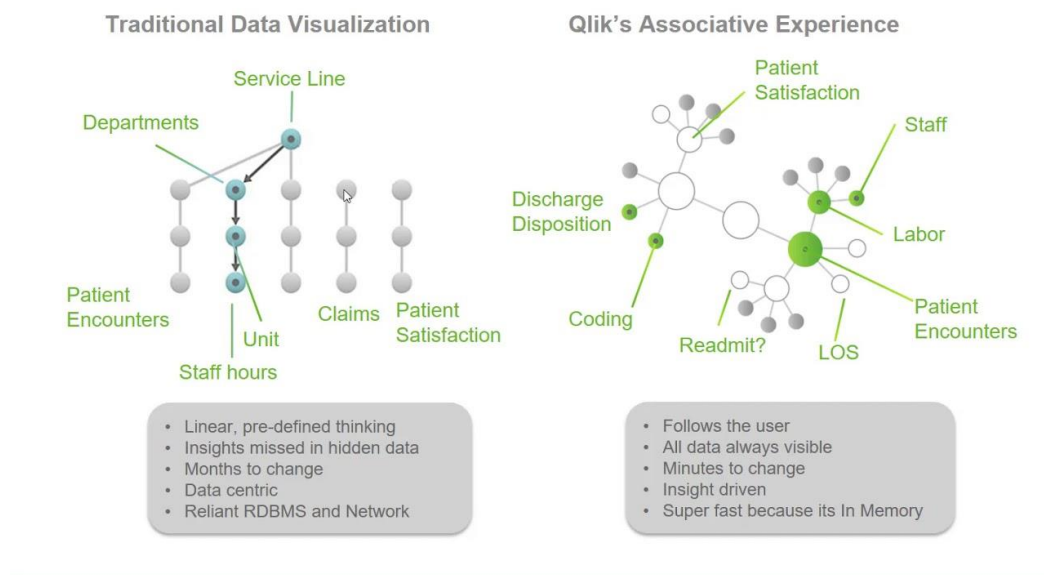 Traditional Data Visualization
Service Line
Departments
Patient
Encounters
Unit
Staff hours
Claims
Patient
Satisfaction
• Linear, pre-defined thinking
• Insights missed in hidden data
• Months to change
• Data centric
• Reliant RDBMS and Network
Qlik's Associative Experience
Patient
Satisfaction
Staff
Discharge
Disposition
Labor
Coding
Readmit?
LOS
Patient
Encounters
• Follows the user
• All data always visible
• Minutes to change
• Insight driven
• Super fast because its In Memory